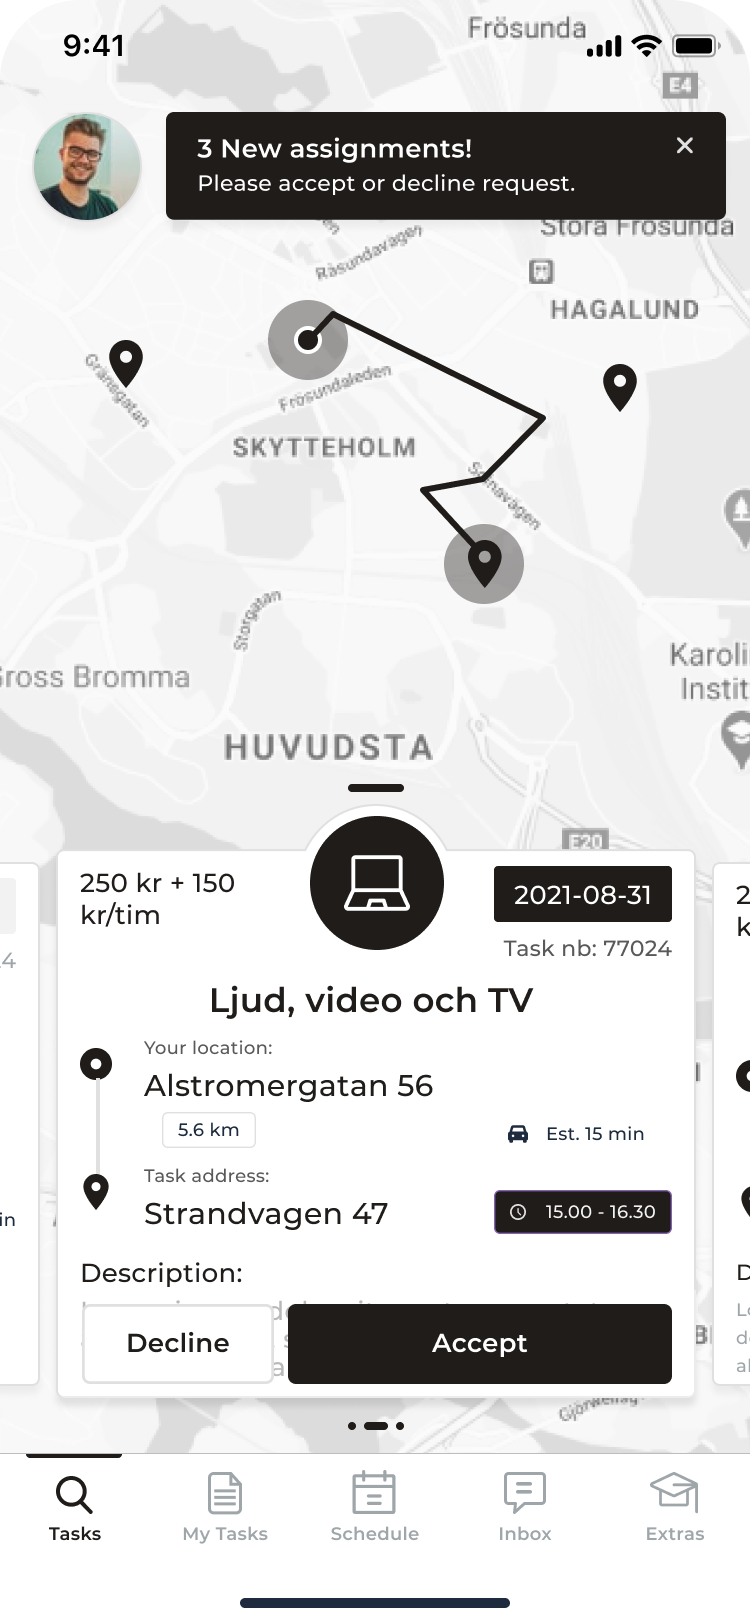 9:41
Frösunda
E4
3 New assignments!
Please accept or decline request.
Stora Frösunda
Råsundavägen
HAGALUND
Gränsgatan
Frösundaleden
SKYTTEHOLM
Solnavägen
Storgatan
Gross Bromma
Karolin
Instit
HUVUDSTA
E20
250 kr + 150
kr/tim
2021-08-31
Task nb: 77024
Ljud, video och TV
Your location:
Alstromergatan 56
5.6 km
Est. 15 min
Task address:
Strandvagen 47
15.00 - 16.30
Description:
Decline
Accept
Tasks
My Tasks
Schedule
Inbox
Extras